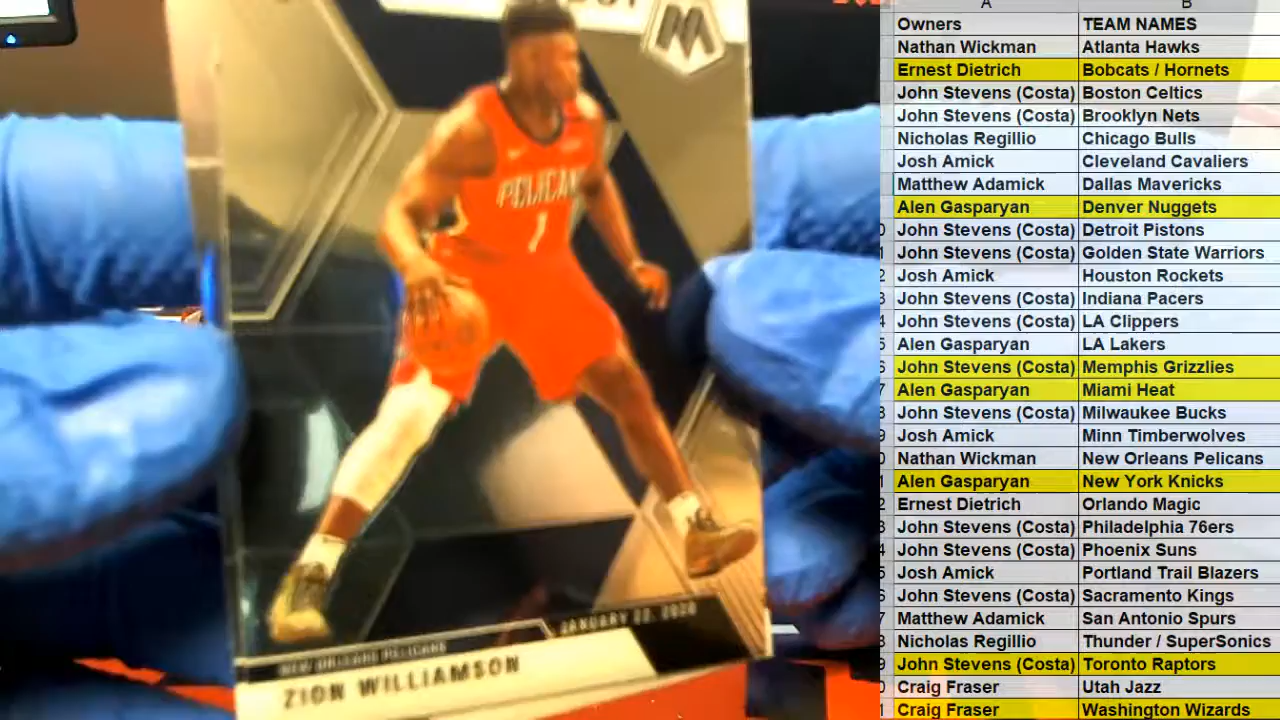 PELICANS
1
NEW ORLEANS PELICANS
JANUARY 22, 2020
ZION WILLIAMSON
A B
Owners TEAM NAMES
Nathan Wickman Atlanta Hawks
Ernest Dietrich Bobcats / Hornets
John Stevens (Costa) Boston Celtics
John Stevens (Costa) Brooklyn Nets
Nicholas Regillio Chicago Bulls
Josh Amick Cleveland Cavaliers
Matthew Adamick Dallas Mavericks
Alen Gasparyan Denver Nuggets
John Stevens (Costa) Detroit Pistons
John Stevens (Costa) Golden State Warriors
Josh Amick Houston Rockets
John Stevens (Costa) Indiana Pacers
John Stevens (Costa) LA Clippers
Alen Gasparyan LA Lakers
John Stevens (Costa) Memphis Grizzlies
Alen Gasparyan Miami Heat
John Stevens (Costa) Milwaukee Bucks
Josh Amick Minn Timberwolves
Nathan Wickman New Orleans Pelicans
Alen Gasparyan New York Knicks
Ernest Dietrich Orlando Magic
John Stevens (Costa) Philadelphia 76ers
John Stevens (Costa) Phoenix Suns
Josh Amick Portland Trail Blazers
John Stevens (Costa) Sacramento Kings
Matthew Adamick San Antonio Spurs
Nicholas Regillio Thunder / SuperSonics
John Stevens (Costa) Toronto Raptors
Craig Fraser Utah Jazz
Craig Fraser Washington Wizards